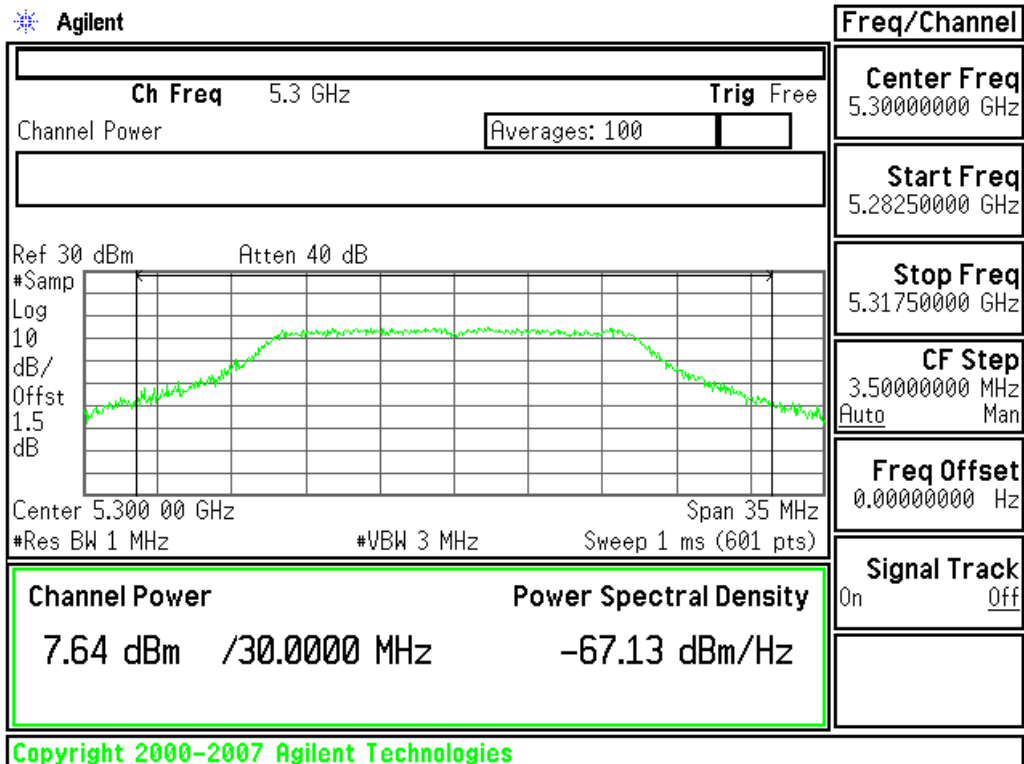 Agilent
Freq/Channel
Ch Freq 5.3 GHz Trig Free
Channel Power Averages: 100
Ref 30 dBm Atten 40 dB
#Samp
Log
10
dB/
Offst
1.5
dB
Center 5.300 00 GHz Span 35 MHz
#Res BW 1 MHz #VBW 3 MHz Sweep 1 ms (601 pts)
Channel Power Power Spectral Density
7.64 dBm /30.0000 MHz -67.13 dBm/Hz
Copyright 2000-2007 Agilent Technologies
Center Freq
5.30000000 GHz
Start Freq
5.28250000 GHz
Stop Freq
5.31750000 GHz
CF Step
3.50000000 MHz
Auto Man
Freq Offset
0.00000000 Hz
Signal Track
On Off